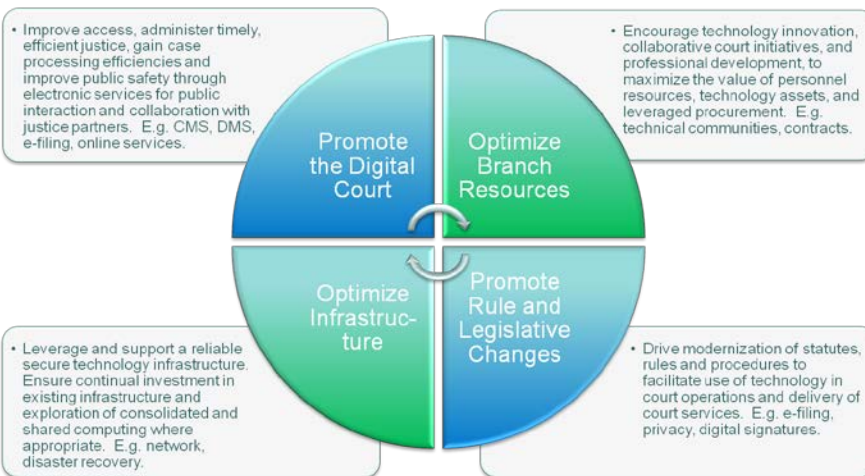 • Improve access, administer timely,
efficient justice, gain case
processing efficiencies and
improve public safety through
electronic services for public
interaction and collaboration with
justice partners. E.g. CMS, DMS,
e-filing, online services.
Promote
the Digital
Court
• Encourage technology innovation,
collaborative court initiatives, and
professional development, to
maximize the value of personnel
resources, technology assets, and
leveraged procurement. E.g.
technical communities, contracts.
Optimize
Branch
Resources
• Leverage and support a reliable
secure technology infrastructure.
Ensure continual investment in
existing infrastructure and
exploration of consolidated and
shared computing where
appropriate. E.g. network,
disaster recovery.
Optimize
Infrastruc-
ture
Promote
Rule and
Legislative
Changes
• Drive modernization of statutes,
rules and procedures to
facilitate use of technology in
court operations and delivery of
court services. E.g. e-filing,
privacy, digital signatures.